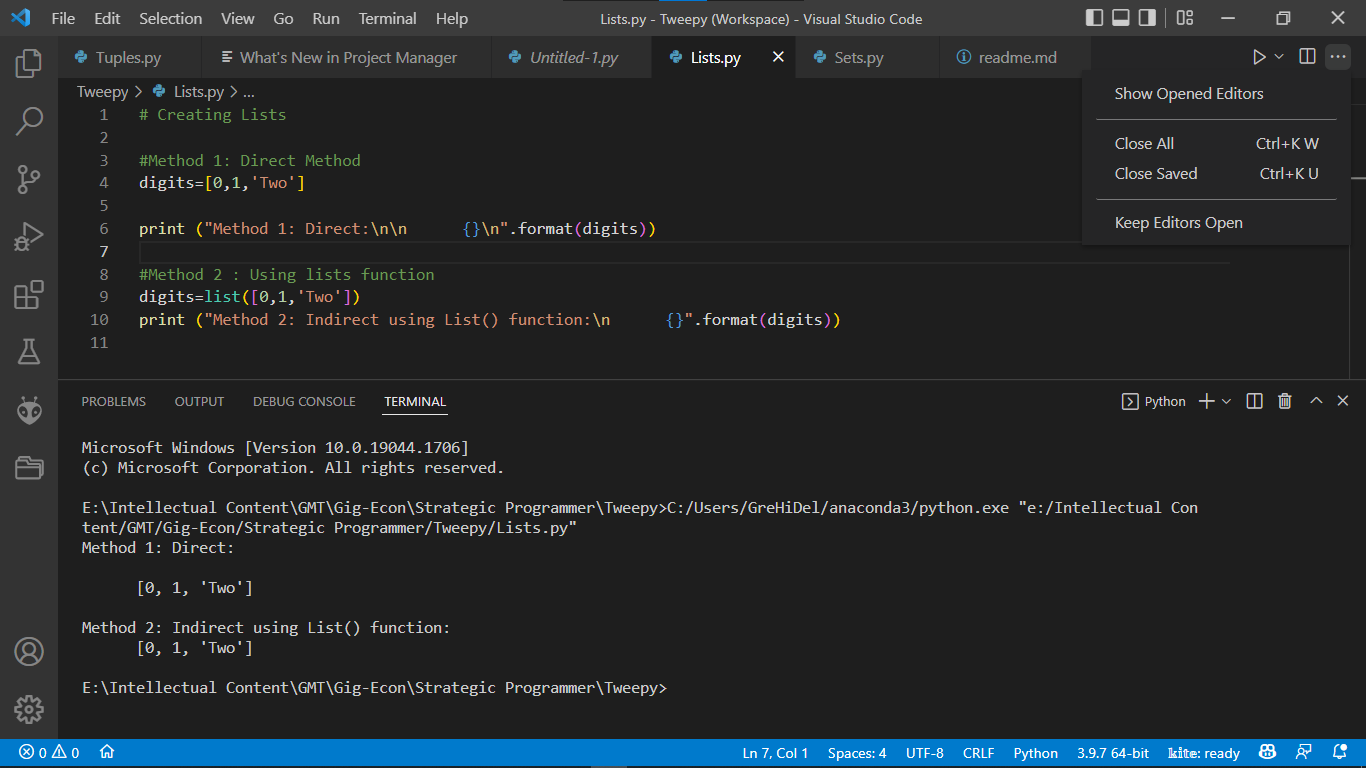 File Edit Selection View Go Run Terminal Help Lists.py - Tweepy (Workspace) - Visual Studio Code
Tuples.py What's New in Project Manager Untitled-1.py Lists.py Sets.py readme.md
Tweepy > Lists.py > ...
Show Opened Editors
Close All Ctrl+K W
Close Saved Ctrl+K U
Keep Editors Open
1 # Creating Lists
2
3 #Method 1: Direct Method
4 digits=[0,1,'Two']
5
6 print ("Method 1: Direct:\n\n      {}\n".format(digits))
7
8 #Method 2 : Using lists function
9 digits=list([0,1,'Two'])
10 print ("Method 2: Indirect using List() function:\n      {}".format(digits))
11
PROBLEMS OUTPUT DEBUG CONSOLE TERMINAL Python
Microsoft Windows [Version 10.0.19044.1706]
(c) Microsoft Corporation. All rights reserved.
E:\Intellectual Content\GMT\Gig-Econ\Strategic Programmer\Tweepy>C:/Users/GreHiDel/anaconda3/python.exe "e:/Intellectual Con
tent/GMT/Gig-Econ/Strategic Programmer/Tweepy/Lists.py"
Method 1: Direct:
      [0, 1, 'Two']
Method 2: Indirect using List() function:
      [0, 1, 'Two']
E:\Intellectual Content\GMT\Gig-Econ\Strategic Programmer\Tweepy>
0 0 Ln 7, Col 1 Spaces: 4 UTF-8 CRLF Python 3.9.7 64-bit kite: ready